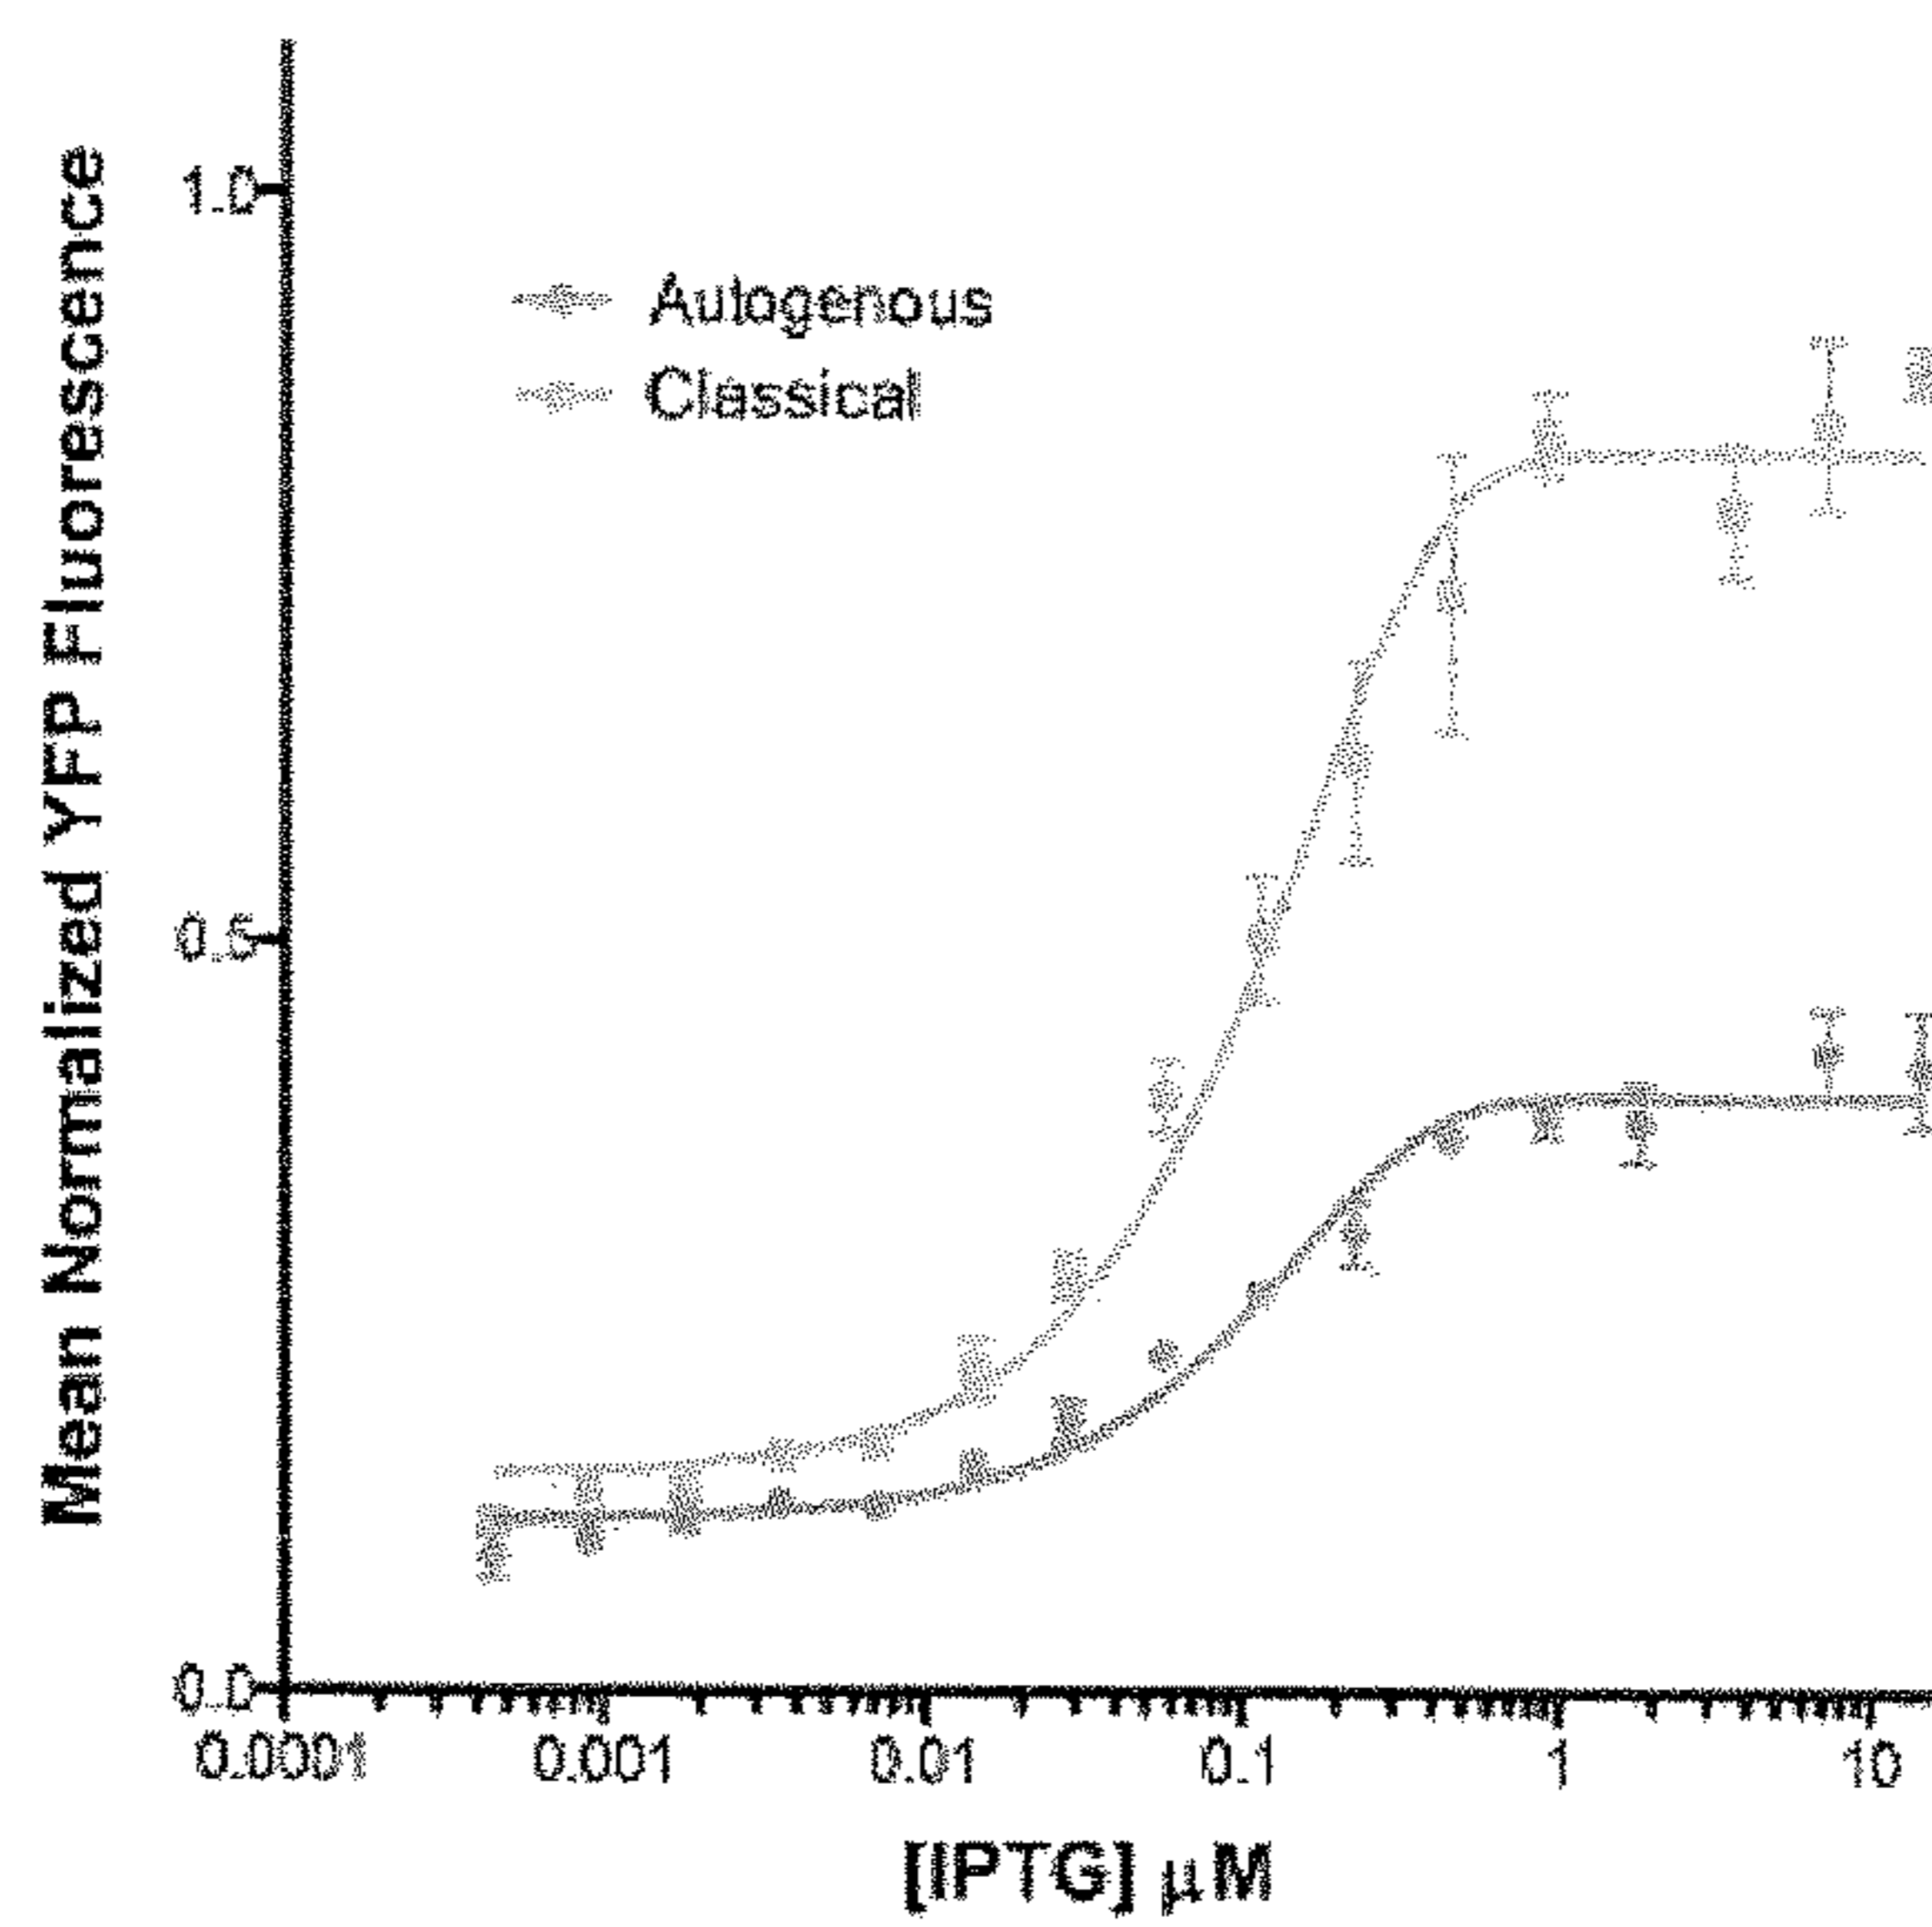 Mean Normalized YFP Fluorescence
1.0
Autogenous
Classical
0.5
0.0
0.0001 0.001 0.01 0.1 1 10
[IPTG] μM